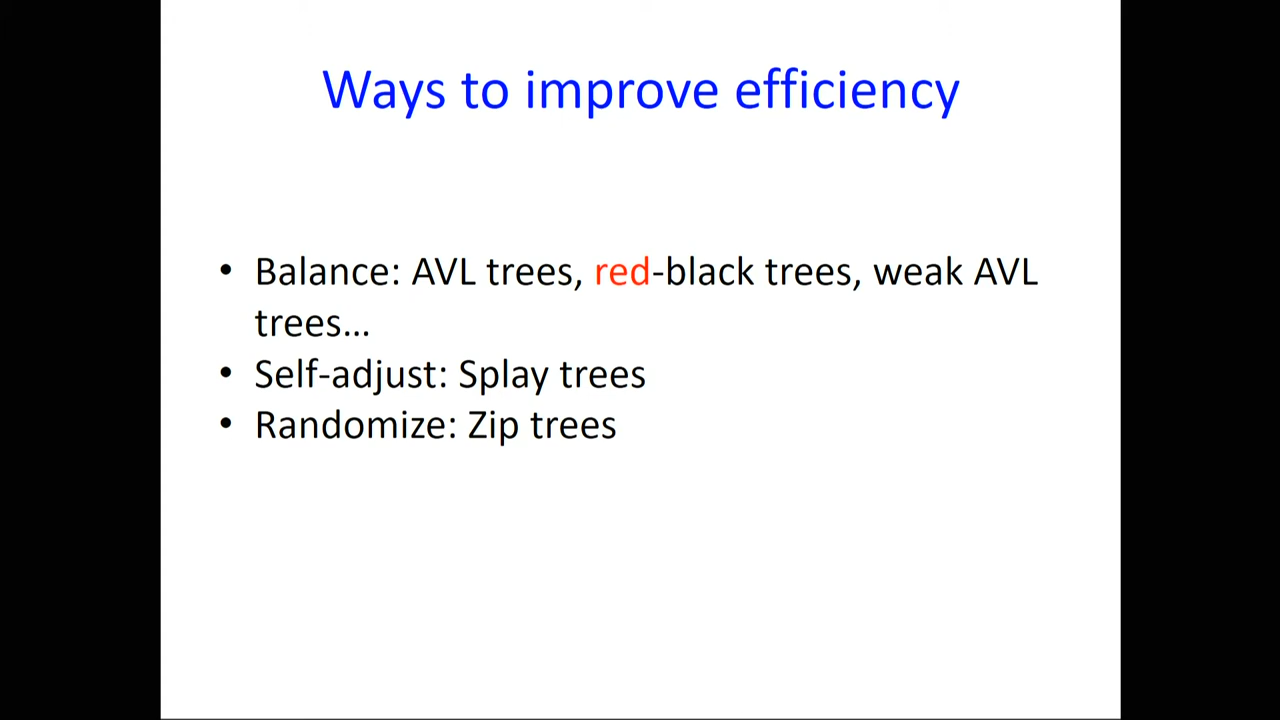 Ways to improve efficiency
• Balance: AVL trees, red-black trees, weak AVL
trees...
• Self-adjust: Splay trees
• Randomize: Zip trees